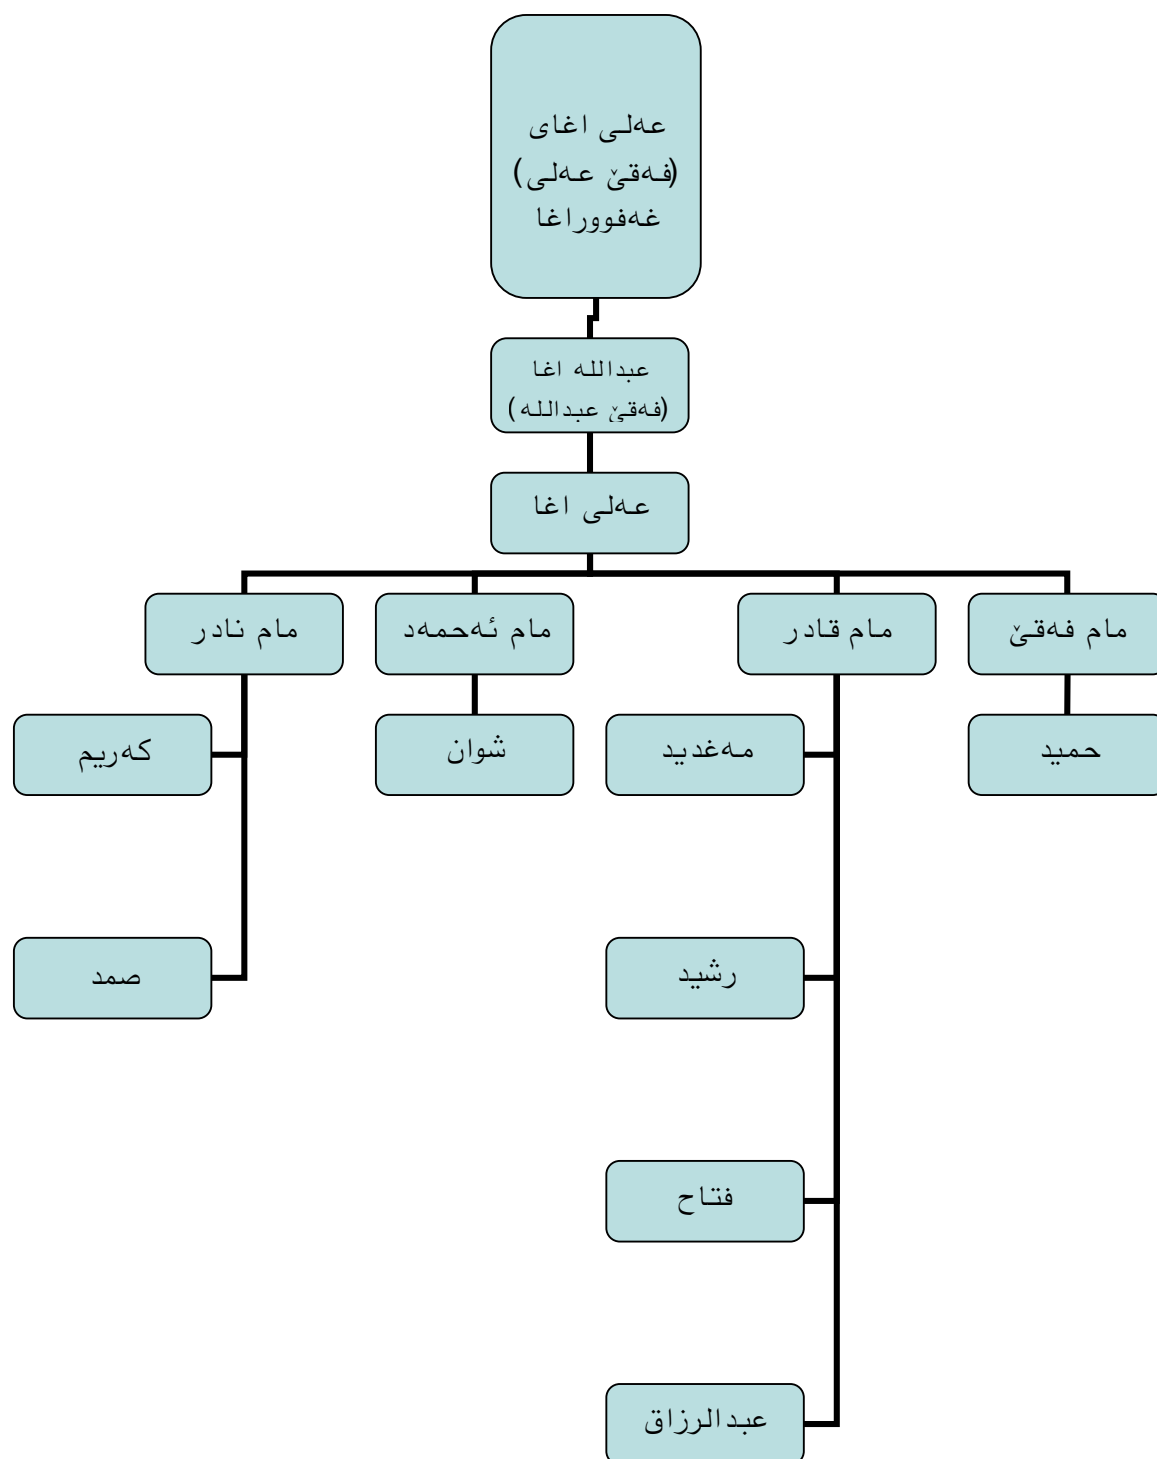 عەلی اغای
(فەقێ عەلی)
غەفووراغا
عبدالله اغا
(فەقێ عبدالله)
عەلی اغا
مام فەقێ
مام قادر
مام ئەحمەد
مام نادر
حمید
مەغدید
شوان
کەریم
رشید
صمد
فتاح
عبدالرزاق